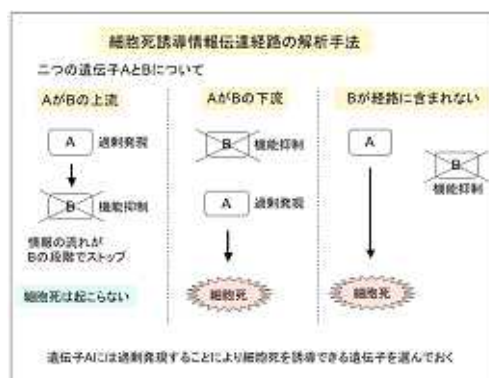 細胞死誘導情報伝達経路の解析手法
二つの遺伝子AとBについて
AがBの上流
A 過剰発現
B 機能抑制
情報の流れが
Bの段階でストップ
細胞死は起こらない
AがBの下流
B 機能抑制
A 過剰発現
細胞死
Bが経路に含まれない
A
B
機能抑制
細胞死
遺伝子Aには過剰発現することにより細胞死を誘導できる遺伝子を選んでおく